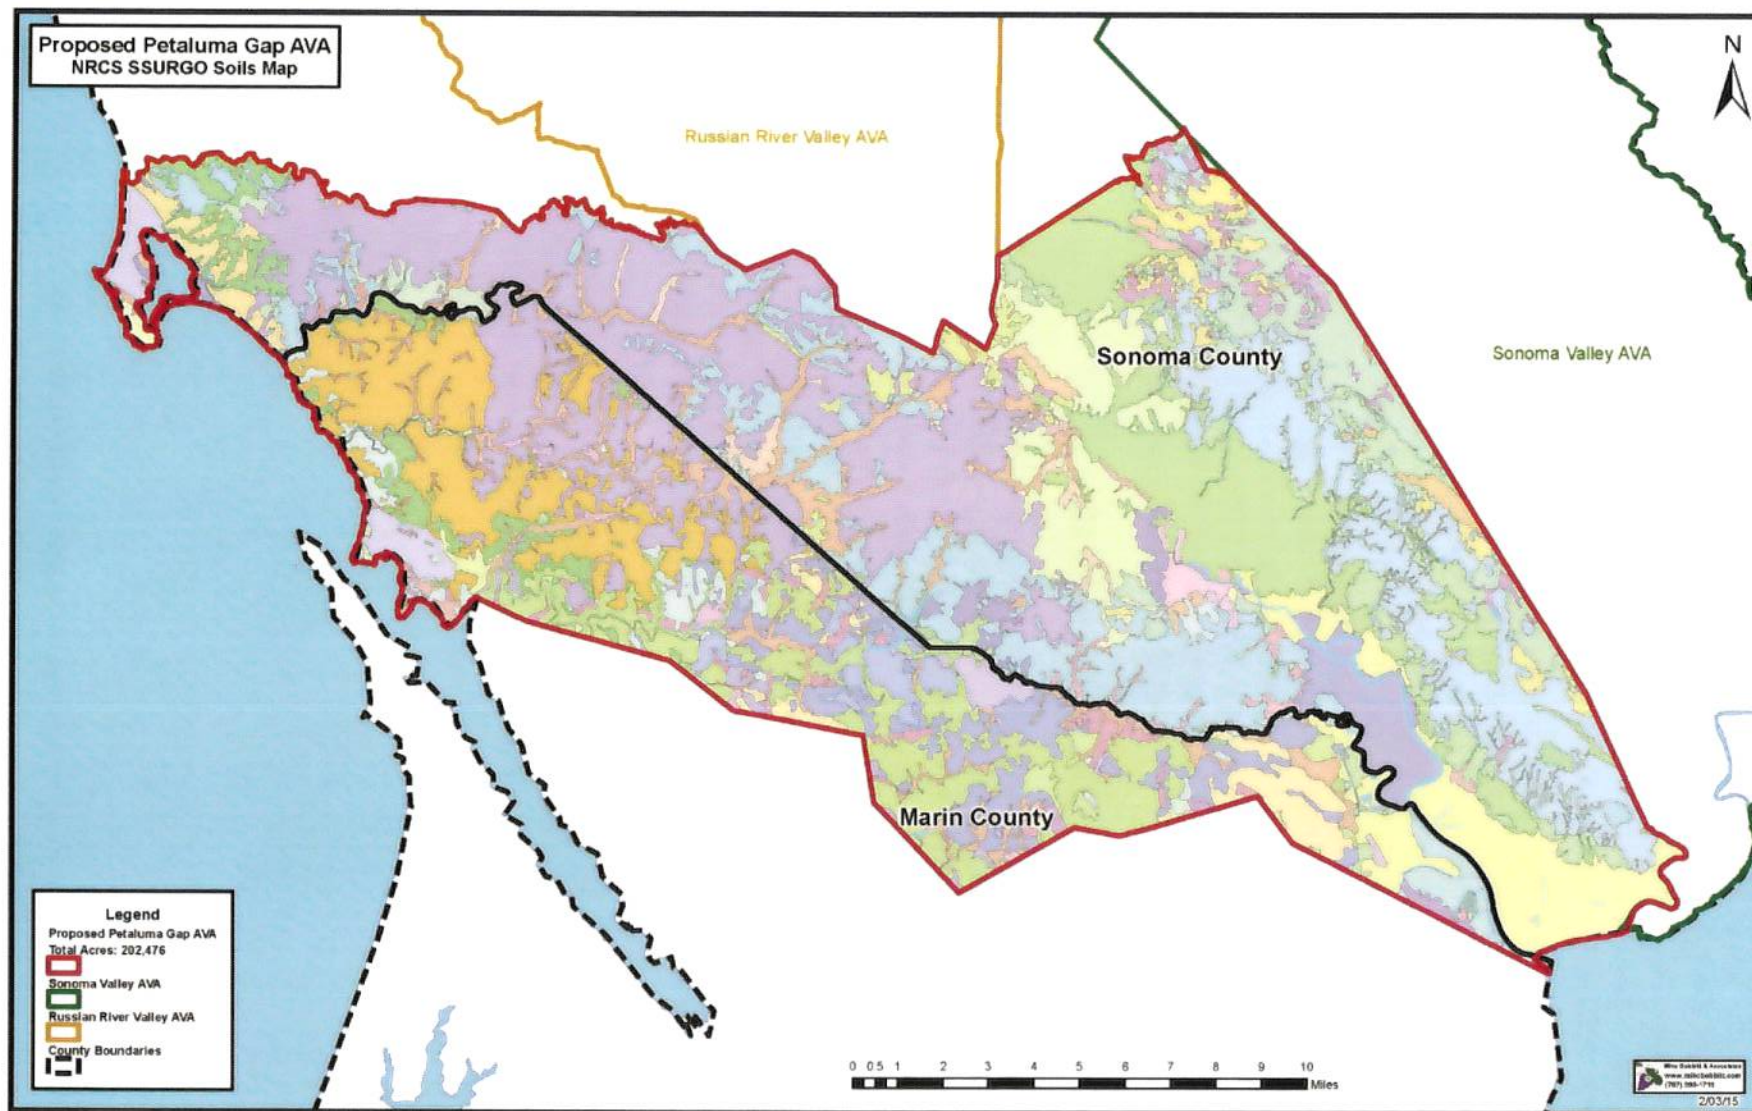 Proposed Petaluma Gap AVA
NRCS SSURGO Soils Map
N
Russian River Valley AVA
Sonoma County
Sonoma Valley AVA
Marin County
Legend
Proposed Petaluma Gap AVA
Total Acres: 202,476
Sonoma Valley AVA
Russian River Valley AVA
County Boundaries
0 0.5 1 2 3 4 5 6 7 8 9 10
Miles
& Associates
2/03/15